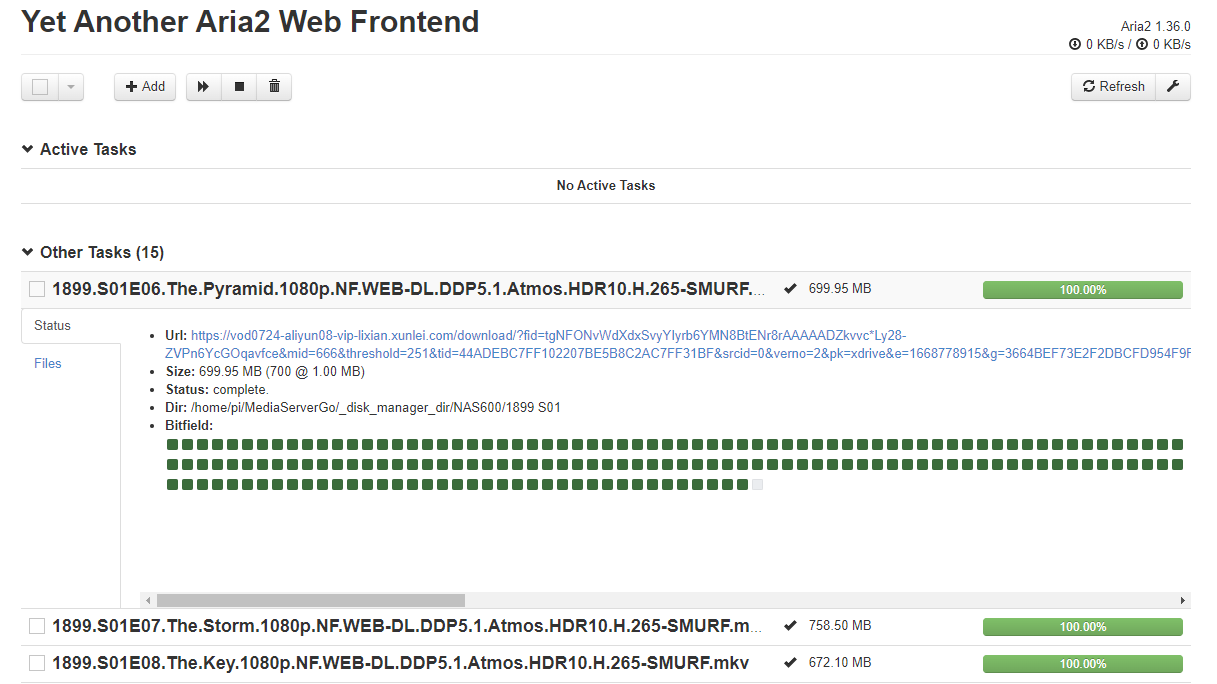 Yet Another Aria2 Web Frontend
Aria2 1.36.0
0 KB/s / 0 KB/s
Add
Refresh
Active Tasks
No Active Tasks
Other Tasks (15)
1899.S01E06.The.Pyramid.1080p.NF.WEB-DL.DDP5.1.Atmos.HDR10.H.265-SMURF.... 699.95 MB 100.00%
Status
Files
Url: https://vod0724-aliyun08-vip-lixian.xunlei.com/download/?fid=tgNFONvWdXdxSvyYIyrb6YMN8BtENr8rAAAAADZkvvc*Ly28-
ZVPn6YcGOqavfce&mid=666&threshold=251&tid=44ADEBC7FF102207BE5B8C2AC7FF31BF&srcid=0&verno=2&pk=xdrive&e=1668778915&g=3664BEF73E2F2DBCFD954F9F
Size: 699.95 MB (700 @ 1.00 MB)
Status: complete.
Dir: /home/pi/MediaServerGo/_disk_manager_dir/NAS600/1899 S01
Bitfield:
1899.S01E07.The.Storm.1080p.NF.WEB-DL.DDP5.1.Atmos.HDR10.H.265-SMURF.m... 758.50 MB 100.00%
1899.S01E08.The.Key.1080p.NF.WEB-DL.DDP5.1.Atmos.HDR10.H.265-SMURF.mkv 672.10 MB 100.00%